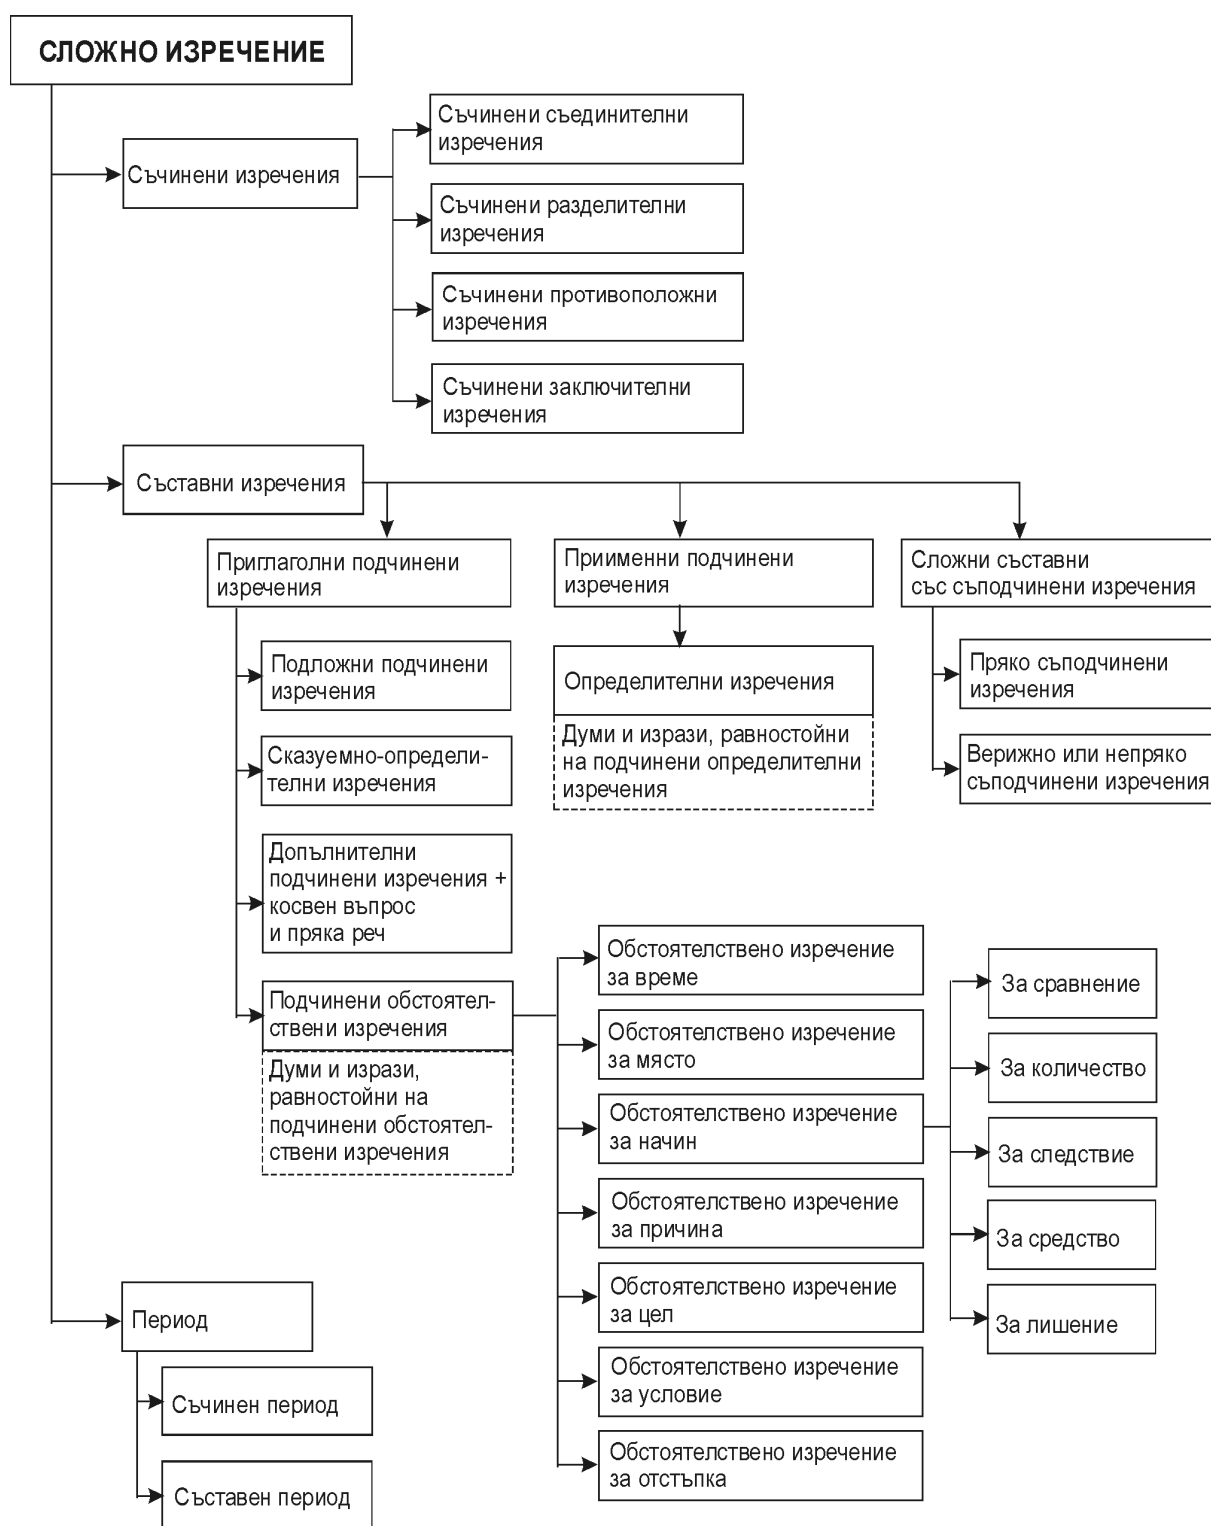 СЛОЖНО ИЗРЕЧЕНИЕ
Съчинени изречения
Съчинени съединителни
изречения
Съчинени разделителни
изречения
Съчинени противоположни
изречения
Съчинени заключителни
изречения
Съставни изречения
Приглаголни подчинени
изречения
Подложни подчинени
изречения
Сказуемно-определи-
телни изречения
Допълнителни
подчинени изречения +
косвен въпрос
и пряка реч
Подчинени обстоятел-
ствени изречения
Думи и изрази,
равностойни на
подчинени обстоятел-
ствени изречения
Обстоятелствено изречение
за време
Обстоятелствено изречение
за място
Обстоятелствено изречение
за начин
За сравнение
За количество
За следствие
За средство
За лишение
Обстоятелствено изречение
за причина
Обстоятелствено изречение
за цел
Обстоятелствено изречение
за условие
Обстоятелствено изречение
за отстъпка
Приименни подчинени
изречения
Определителни изречения
Думи и изрази, равностойни
на подчинени определителни
изречения
Сложни съставни
със съподчинени изречения
Пряко съподчинени
изречения
Верижно или непряко
съподчинени изречения
Период
Съчинен период
Съставен период